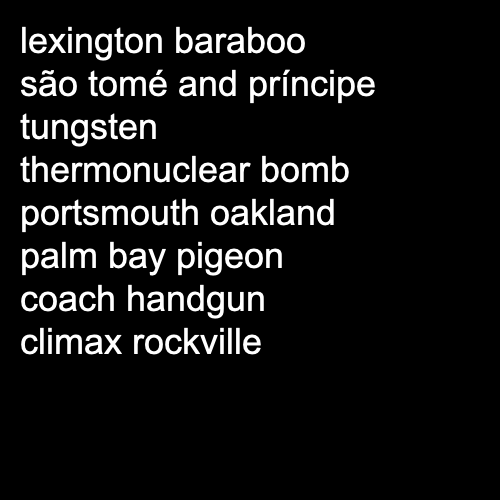 lexington baraboo
são tomé and príncipe
tungsten
thermonuclear bomb
portsmouth oakland
palm bay pigeon
coach handgun
climax rockville